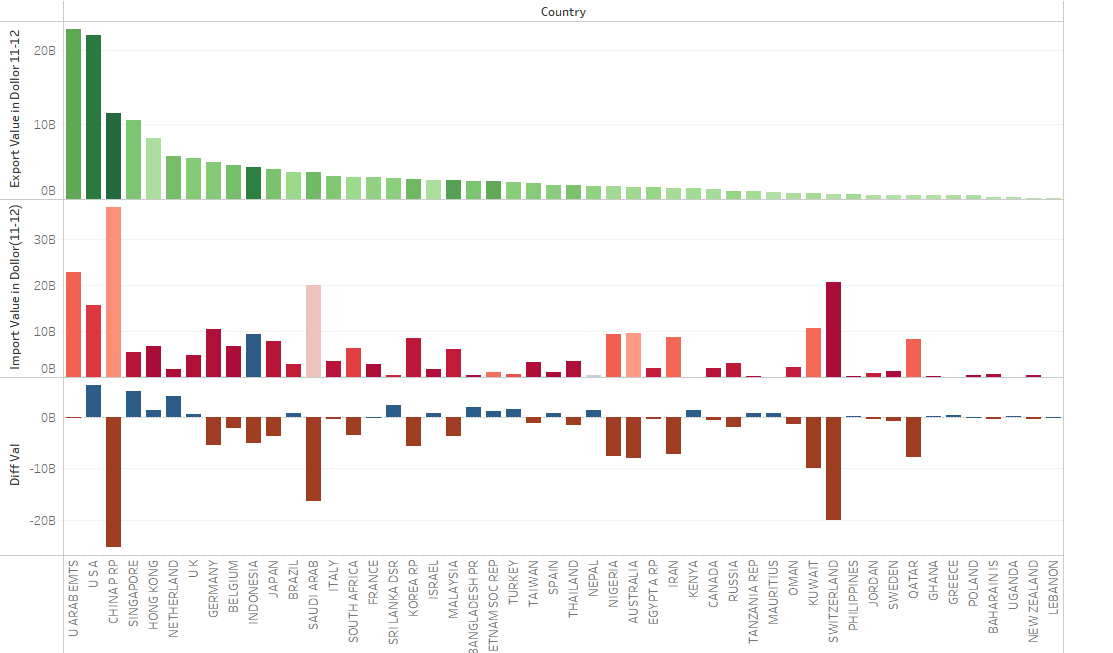 Country
Export Value in Dollor 11-12
20B
10B
0B
Import Value in Dollor(11-12)
30B
20B
10B
0B
Diff Val
0B
-10B
-20B
U ARAB EMTS
U S A
CHINA P RP
SINGAPORE
HONG KONG
NETHERLAND
U K
GERMANY
BELGIUM
INDONESIA
JAPAN
BRAZIL
SAUDI ARAB
ITALY
SOUTH AFRICA
FRANCE
SRI LANKA DSR
KOREA RP
ISRAEL
MALAYSIA
BANGLADESH PR
ETNAM SOC REP
TURKEY
TAIWAN
SPAIN
THAILAND
NEPAL
NIGERIA
AUSTRALIA
EGYPT A RP
IRAN
KENYA
CANADA
RUSSIA
TANZANIA REP
MAURITIUS
OMAN
KUWAIT
SWITZERLAND
PHILIPPINES
JORDAN
SWEDEN
QATAR
GHANA
GREECE
POLAND
BAHARAIN IS
UGANDA
NEW ZEALAND
LEBANON